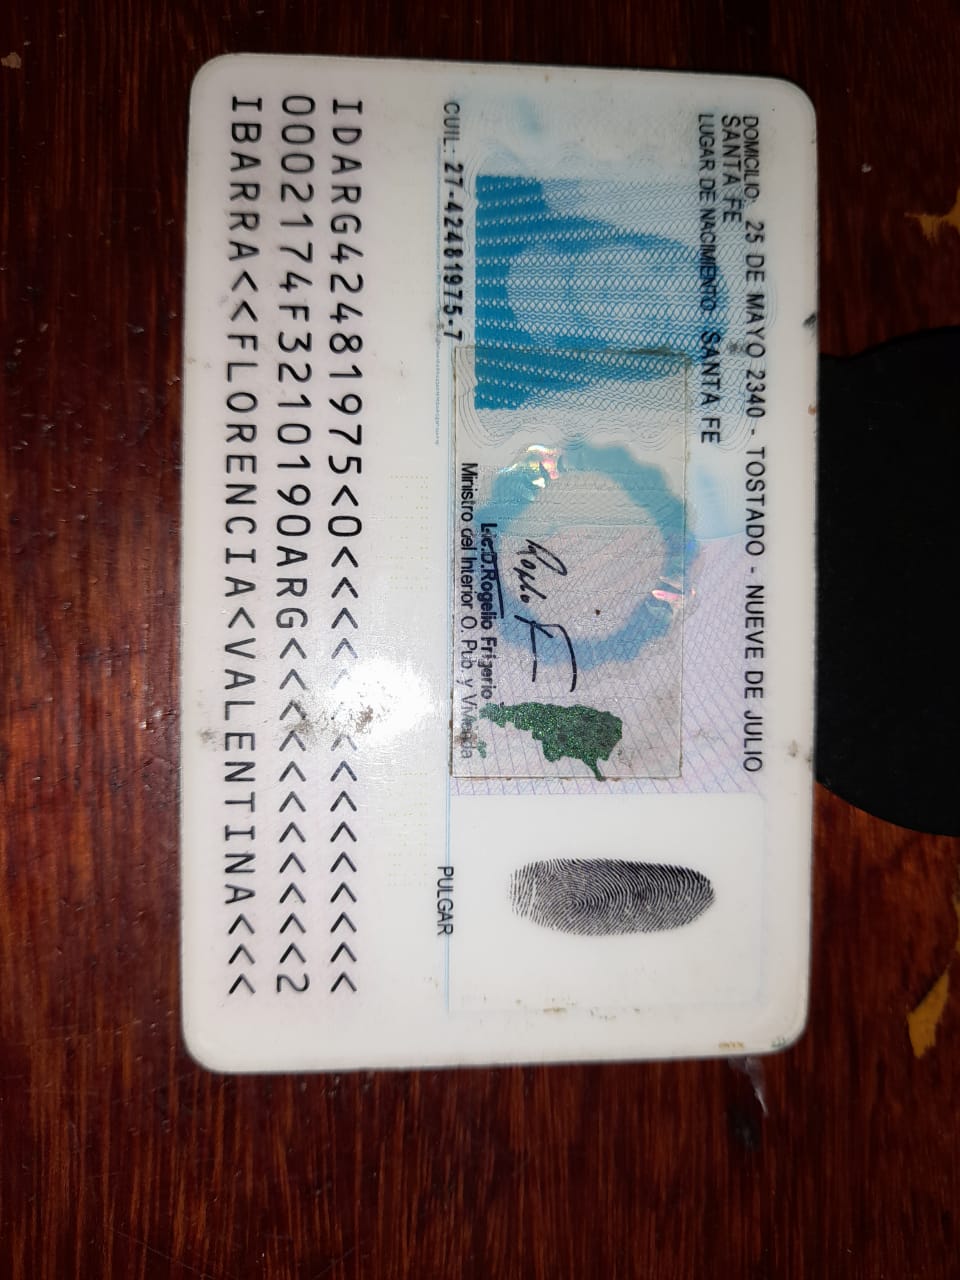 DOMICILIO: 25 DE MAYO 2340 - TOSTADO - NUEVE DE JULIO
SANTA FE
LUGAR DE NACIMIENTO: SANTA FE
Lic.D.Rogelio Frigerio
Ministro del Interior O. Pub. y Vivienda
CUIL: 27-42481975-7
PULGAR
IDARG42481975<0<<<<<<<<<<<<<<<
0002174F3210190ARG<<<<<<<<<<<2
IBARRA<<FLORENCIA<VALENTINA<<<